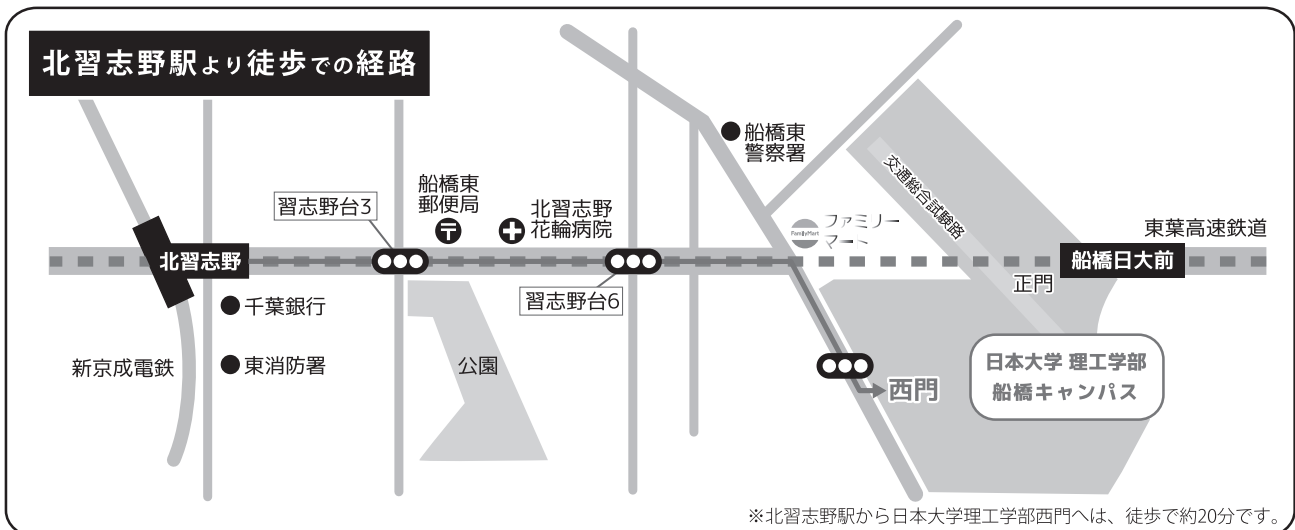 北習志野駅より徒歩での経路
船橋東
警察署
交通総合試験路
船橋東
郵便局
〒
習志野台3
北習志野
花輪病院
FamilyMart
ファミリー
マート
東葉高速鉄道
北習志野
船橋日大前
正門
千葉銀行
習志野台6
新京成電鉄
東消防署
公園
西門
日本大学 理工学部
船橋キャンパス
※北習志野駅から日本大学理工学部西門へは、徒歩で約20分です。